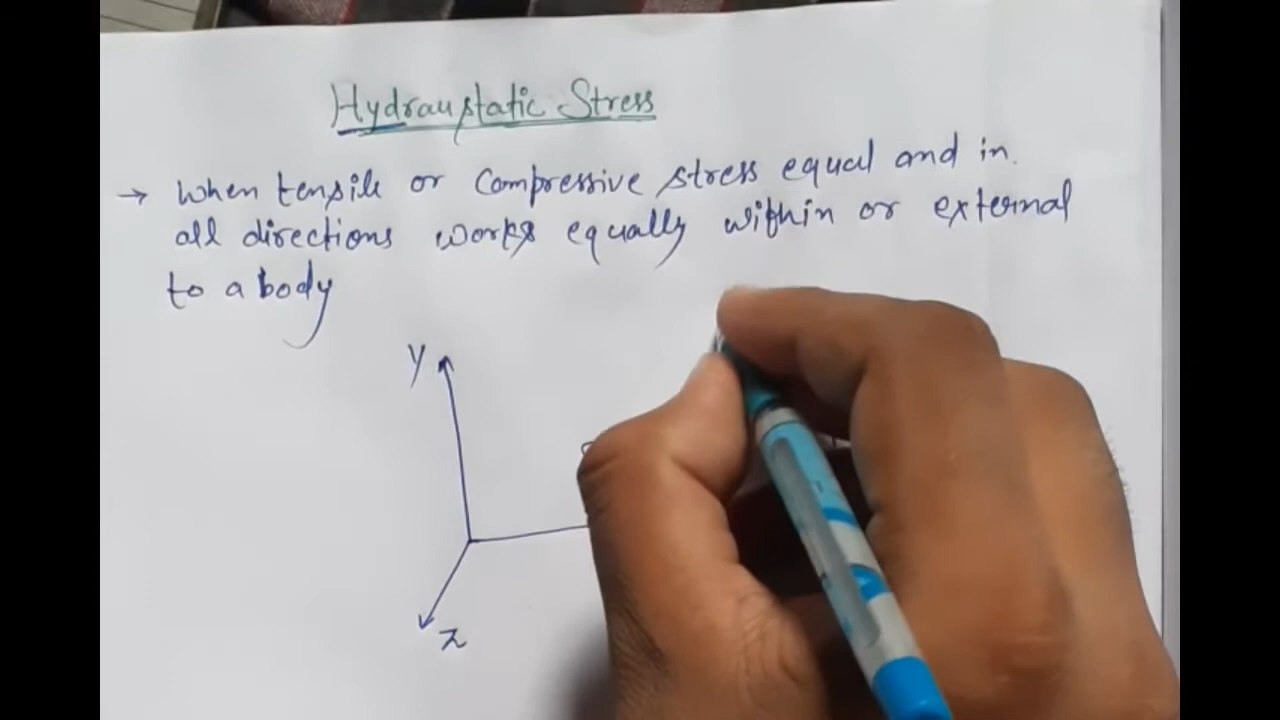 Hydraustatic Stress
→ When tensile or compressive stress equal and in
all directions works equally within or external
to a body
y
z